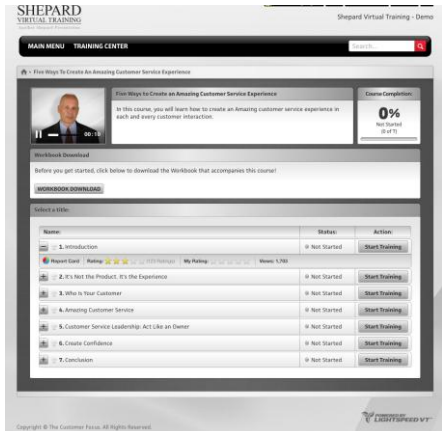 SHEPARD
VIRTUAL TRAINING
Shepard Virtual Training - Demo
MAIN MENU TRAINING CENTER
Search...
Five Ways To Create An Amazing Customer Service Experience
Five Ways to Create an Amazing Customer Service Experience
Course Completion:
In this course, you will learn how to create an Amazing customer service experience in
each and every customer interaction.
0%
Not Started
(0 of 7)
00:10
Workbook Download
Before you get started, click below to download the Workbook that accompanies this course!
WORKBOOK DOWNLOAD
Select a title:
Name: Status: Action:
1. Introduction Not Started Start Training
Report Card Rating: My Rating: Views: 1,702
2. It's Not the Product. It's the Experience Not Started Start Training
3. Who is Your Customer Not Started Start Training
4. Amazing Customer Service Not Started Start Training
5. Customer Service Leadership: Act Like an Owner Not Started Start Training
6. Create Confidence Not Started Start Training
7. Conclusion Not Started Start Training
POWERED BY
LIGHTSPEED VT
Copyright © The Customer Focus. All Rights Reserved.